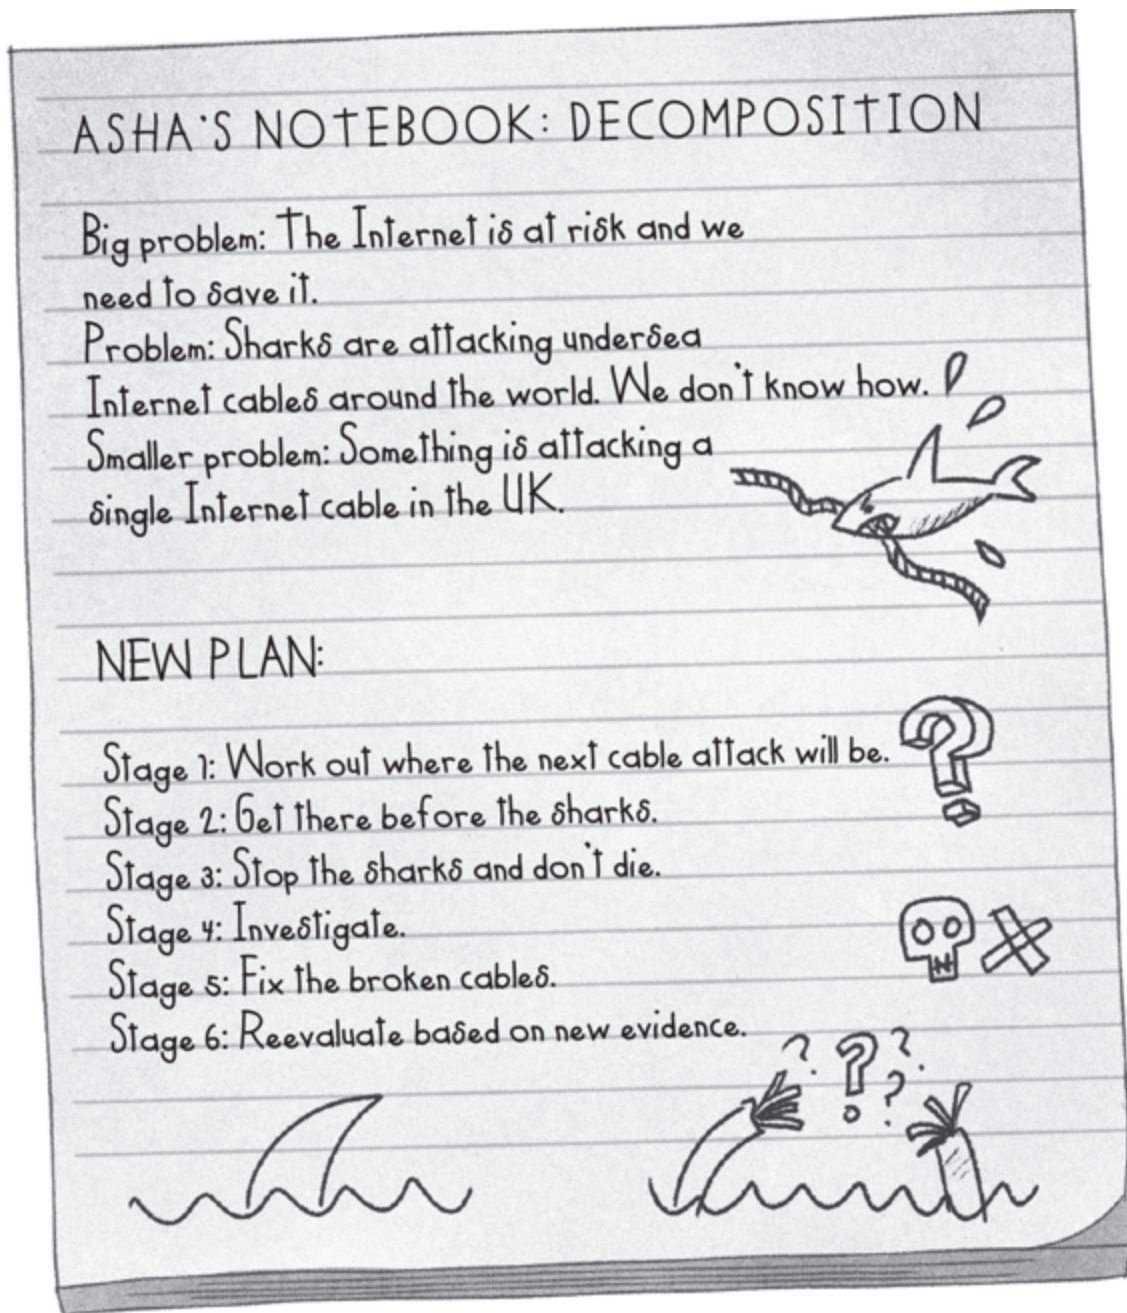 ASHA'S NOTEBOOK: DECOMPOSITION
Big problem: The Internet is at risk and we
need to save it.
Problem: Sharks are attacking undersea
Internet cables around the world. We don't know how.
Smaller problem: Something is attacking a
single Internet cable in the UK.
NEW PLAN:
Stage 1: Work out where the next cable attack will be.
?
Stage 2: Get there before the sharks.
Stage 3: Stop the sharks and don't die.
Stage 4: Investigate.
Stage 5: Fix the broken cables.
Stage 6: Reevaluate based on new evidence.
? ? ? ?